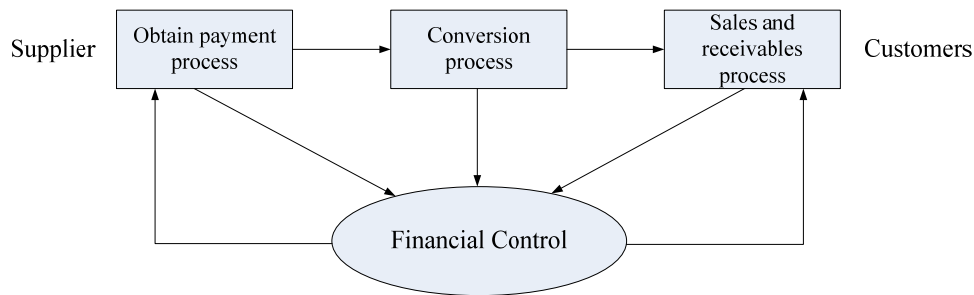 Supplier
Obtain payment
process
Conversion
process
Sales and
receivables
process
Customers
Financial Control